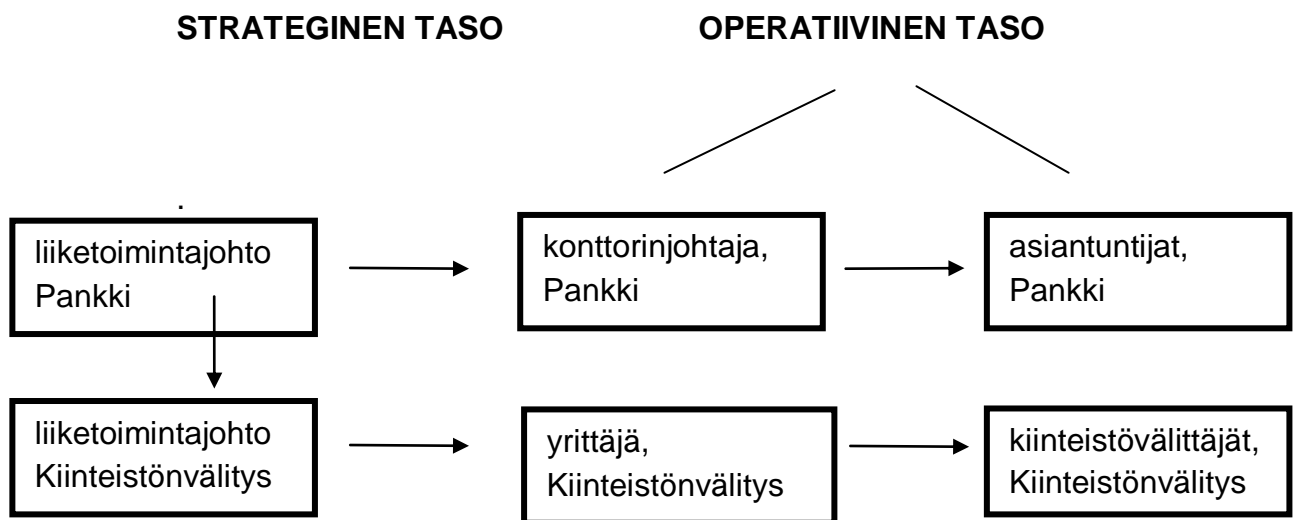 STRATEGINEN TASO
OPERATIIVINEN TASO
.
liiketoimintajohto
Pankki
konttorinjohtaja,
Pankki
asiantuntijat,
Pankki
liiketoimintajohto
Kiinteistönvälitys
yrittäjä,
Kiinteistönvälitys
kiinteistövälittäjät,
Kiinteistönvälitys